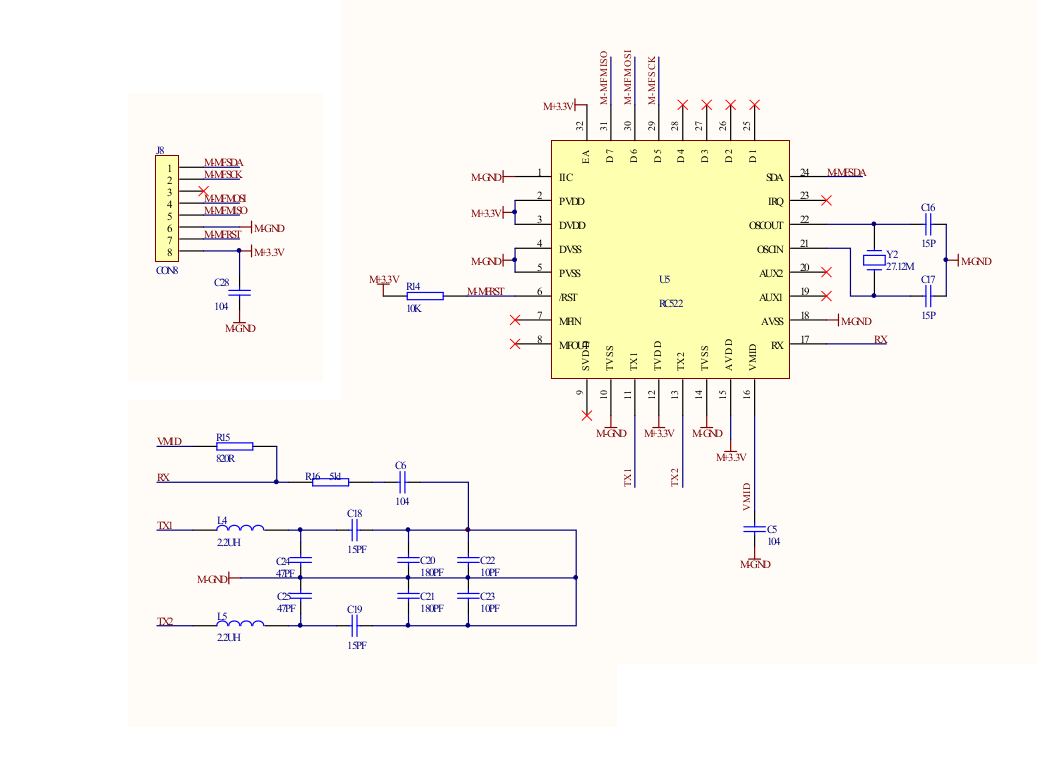 J8
1 M-MFSDA
2 M-MFSCK
3
4 M-MFMOSI
5 M-MFMISO
6 M-GND
7 M-MFRST
8 M+3.3V
CON8
C28
104
M-GND
M-MFMISO
M-MFMOSI
M-MFSCK
M+3.3V
32 31 30 29 28 27 26 25
EA D7 D6 D5 D4 D3 D2 D1
M-GND 1 IIC
2 PVDD
M+3.3V
3 DVDD
4 DVSS
M-GND
5 PVSS
M+3.3V
R14
10K
M-MFRST 6 /RST
7 MFIN
8 MFOUT
U5
RC522
SDA 24 M-MFSDA
IRQ 23
OSCOUT 22
OSCIN 21
AUX2 20
AUX1 19
AVSS 18 M-GND
RX 17 RX
C16
15P
Y2
27.12M
M-GND
C17
15P
SVDD TVSS TX1 TVDD TX2 TVSS AVDD VMID
9 10 11 12 13 14 15 16
M-GND
M+3.3V
M-GND
M+3.3V
TX1
TX2
VMID
C5
104
M-GND
VMID
R15
820R
RX
R16
C6
104
TX1
L4
2.2UH
C18
15PF
C24
47PF
C20
180PF
C22
10PF
M-GND
C25
47PF
C21
180PF
C23
10PF
TX2
L5
2.2UH
C19
15PF